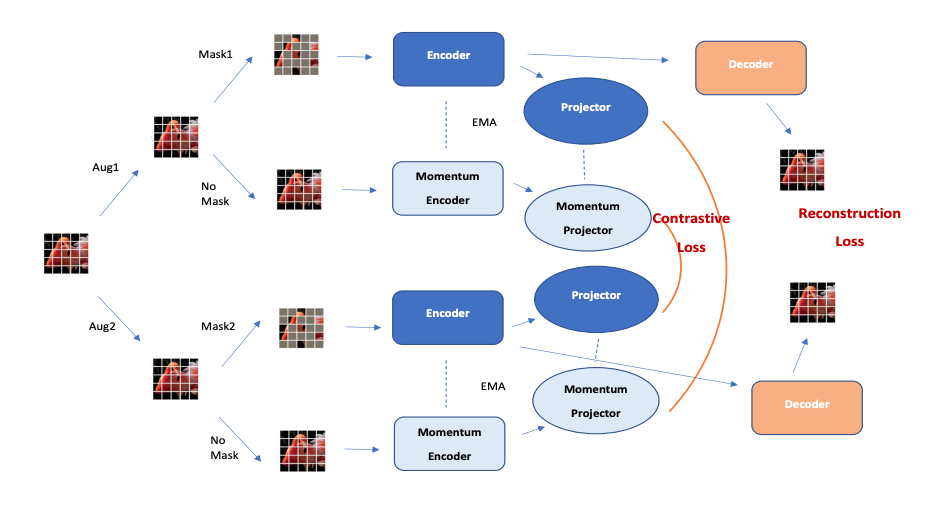 Mask1
Encoder
Decoder
Projector
EMA
Aug1
No
Mask
Momentum
Encoder
Momentum
Projector
Contrastive
Loss
Reconstruction
Loss
Aug2
Mask2
Encoder
Projector
EMA
Momentum
Projector
Decoder
No
Mask
Momentum
Encoder